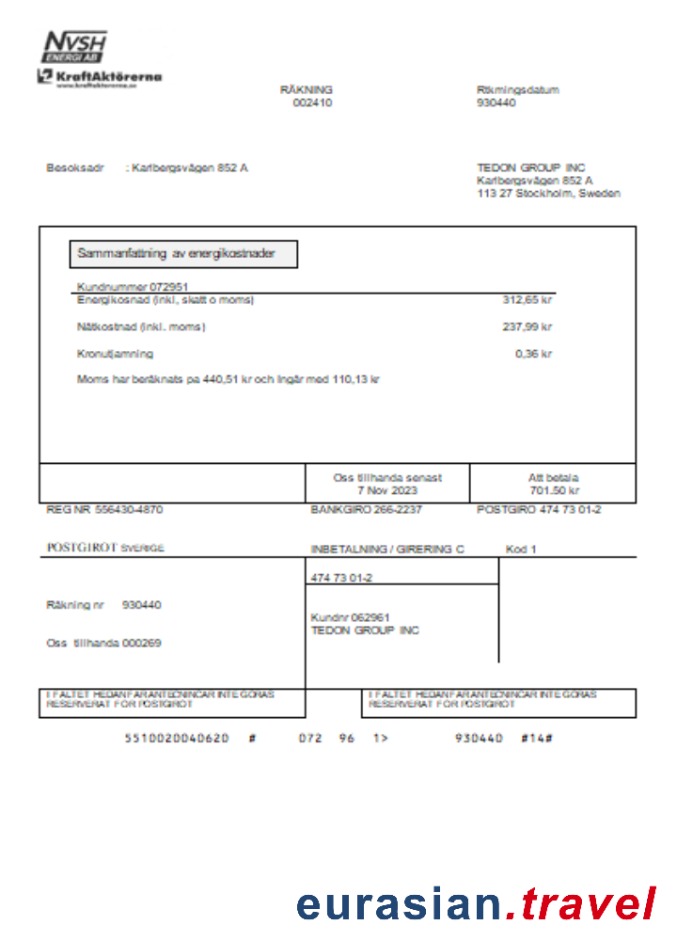 NVSH
ENERGI AB
KraftAktörerna
www.kraftaktorerna.se
RÄKNING
002410
Rtkmingsdatum
930440
Besoksadr : Karlbergsvägen 852 A
TEDON GROUP INC
Karlbergsvägen 852 A
113 27 Stockholm, Sweden
Sammanfattning av energikostnader
Kundnummer 072951
Energikosnad (inkl, skatt o moms) 312,65 kr
Nätkostnad (inkl. moms) 237,99 kr
Kronutjamning 0,36 kr
Moms har beräknats pa 440,51 kr och Ingår med 110,13 kr
Oss tillhanda senast
7 Nov 2023
Att betala
701.50 kr
REG NR 556430-4870 BANKGIRO 266-2237 POSTGIRO 474 73 01-2
POSTGIROT SVERIGE INBETALNING / GIRERING C Kod 1
474 73 01-2
Räkning nr 930440
Kundnr 062961
TEDON GROUP INC
Oss tillhanda 000269
I FALTET HEDANFAR ANTECNINCAR INTE GORAS
RESERVERAT FOR POSTGIROT
I FALTET HEDANFAR ANTECNINCAR INTE GORAS
RESERVERAT FOR POSTGIROT
5510020040620 # 072 96 1> 930440 #14#
eurasian.travel